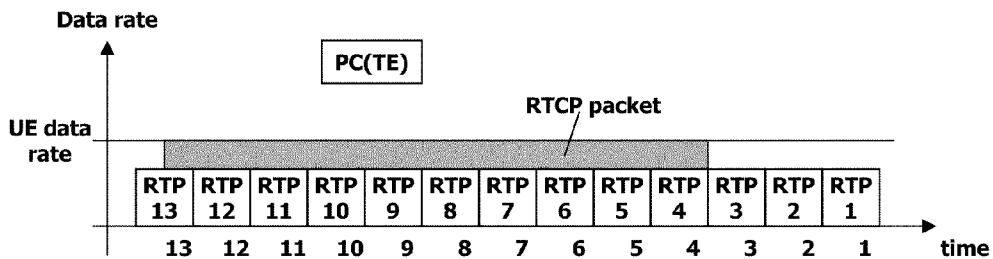 Data rate
PC(TE)
RTCP packet
UE data
rate
RTP RTP RTP RTP RTP RTP RTP RTP RTP RTP RTP RTP RTP
13 12 11 10 9 8 7 6 5 4 3 2 1
13 12 11 10 9 8 7 6 5 4 3 2 1 time